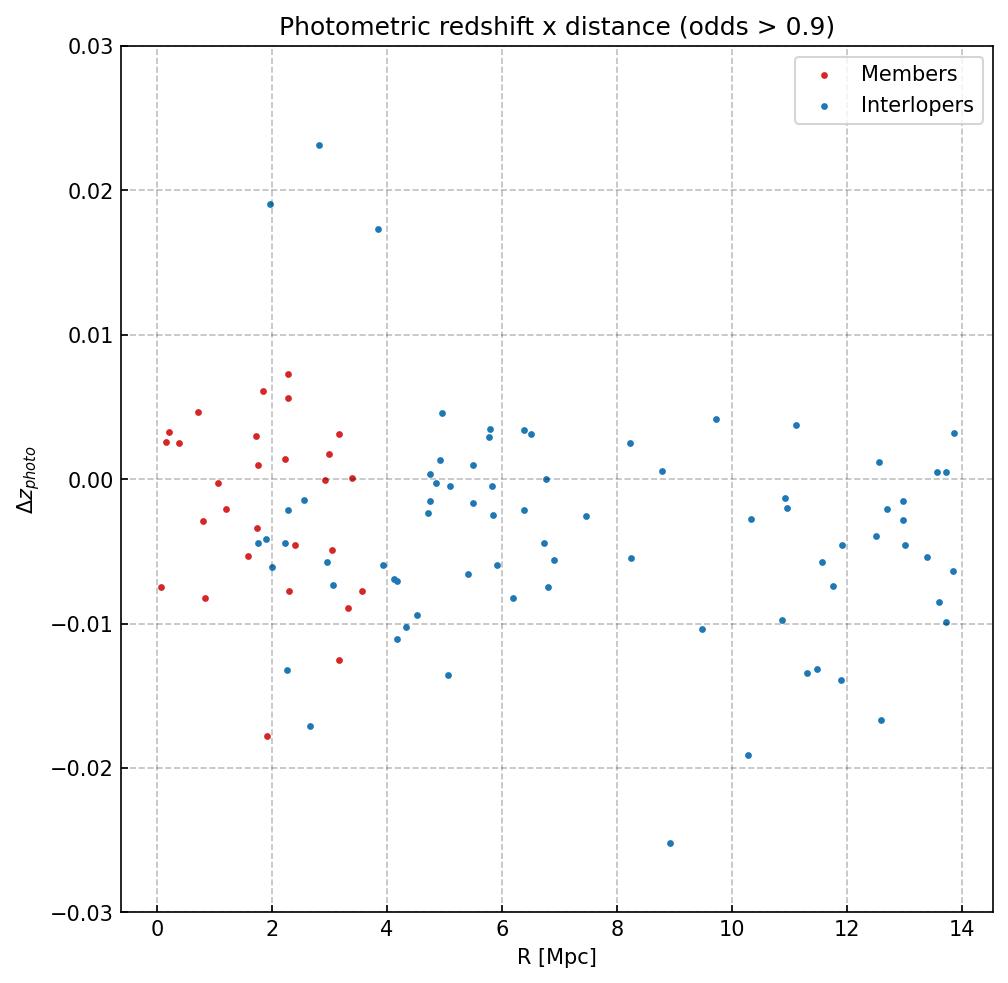 Photometric redshift x distance (odds > 0.9)
Members
Interlopers
0.03
0.02
0.01
0.00
−0.01
−0.02
−0.03
Δz_photo
0 2 4 6 8 10 12 14
R [Mpc]